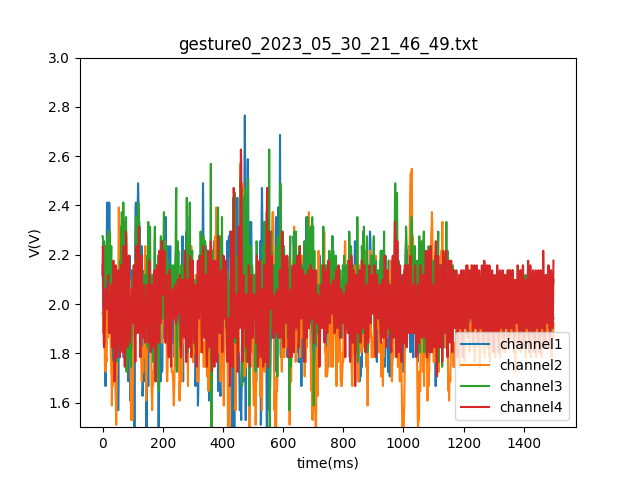 gesture0_2023_05_30_21_46_49.txt
V(V)
3.0
2.8
2.6
2.4
2.2
2.0
1.8
1.6
channel1
channel2
channel3
channel4
0 200 400 600 800 1000 1200 1400
time(ms)